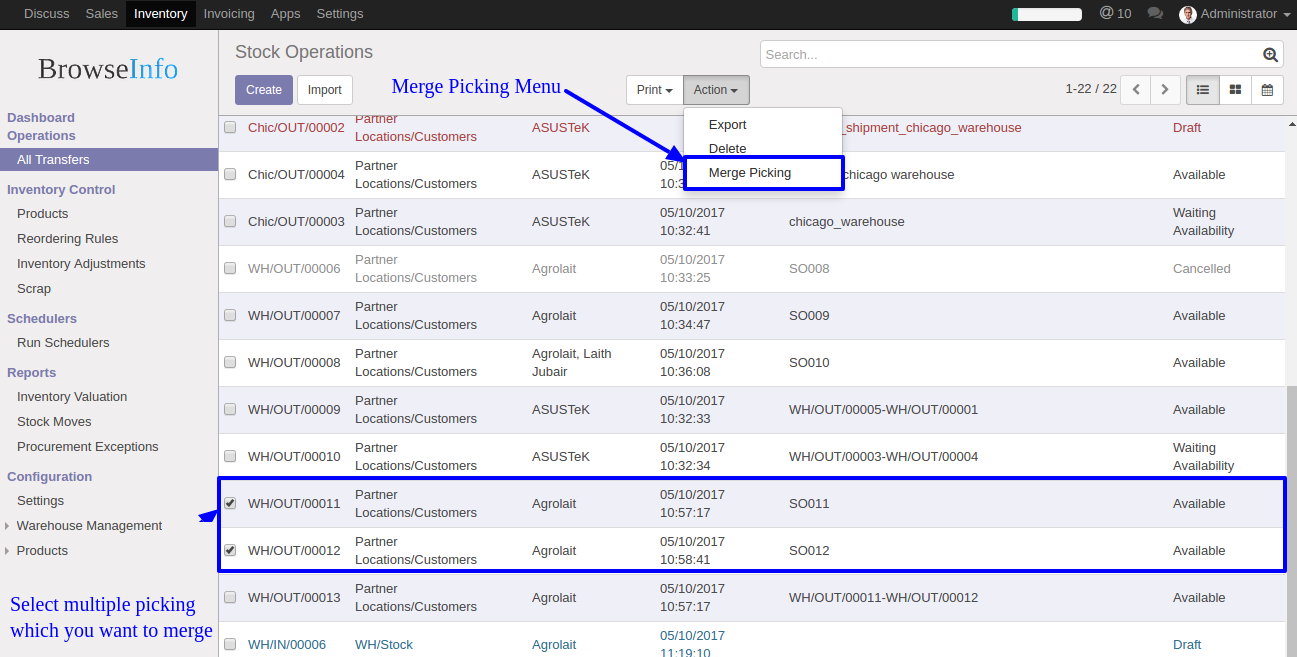 Discuss Sales Inventory Invoicing Apps Settings @ 10 Administrator
BrowseInfo
Stock Operations
Search...
Create Import
Merge Picking Menu
Print Action
1-22 / 22
Export
Delete
Merge Picking
Dashboard
Operations
All Transfers
Inventory Control
Products
Reordering Rules
Inventory Adjustments
Scrap
Schedulers
Run Schedulers
Reports
Inventory Valuation
Stock Moves
Procurement Exceptions
Configuration
Settings
Warehouse Management
Products
Select multiple picking
which you want to merge
Chic/OUT/00002 Partner Locations/Customers ASUSTeK _shipment_chicago_warehouse Draft
Chic/OUT/00004 Partner Locations/Customers ASUSTeK chicago warehouse Available
Chic/OUT/00003 Partner Locations/Customers ASUSTeK 05/10/2017 10:32:41 chicago_warehouse Waiting Availability
WH/OUT/00006 Partner Locations/Customers Agrolait 05/10/2017 10:33:25 SO008 Cancelled
WH/OUT/00007 Partner Locations/Customers Agrolait 05/10/2017 10:34:47 SO009 Available
WH/OUT/00008 Partner Locations/Customers Agrolait, Laith Jubair 05/10/2017 10:36:08 SO010 Available
WH/OUT/00009 Partner Locations/Customers ASUSTeK 05/10/2017 10:32:33 WH/OUT/00005-WH/OUT/00001 Available
WH/OUT/00010 Partner Locations/Customers ASUSTeK 05/10/2017 10:32:34 WH/OUT/00003-WH/OUT/00004 Waiting Availability
WH/OUT/00011 Partner Locations/Customers Agrolait 05/10/2017 10:57:17 SO011 Available
WH/OUT/00012 Partner Locations/Customers Agrolait 05/10/2017 10:58:41 SO012 Available
WH/OUT/00013 Partner Locations/Customers Agrolait 05/10/2017 10:57:17 WH/OUT/00011-WH/OUT/00012 Available
WH/IN/00006 WH/Stock Agrolait 05/10/2017 11:19:10 Draft